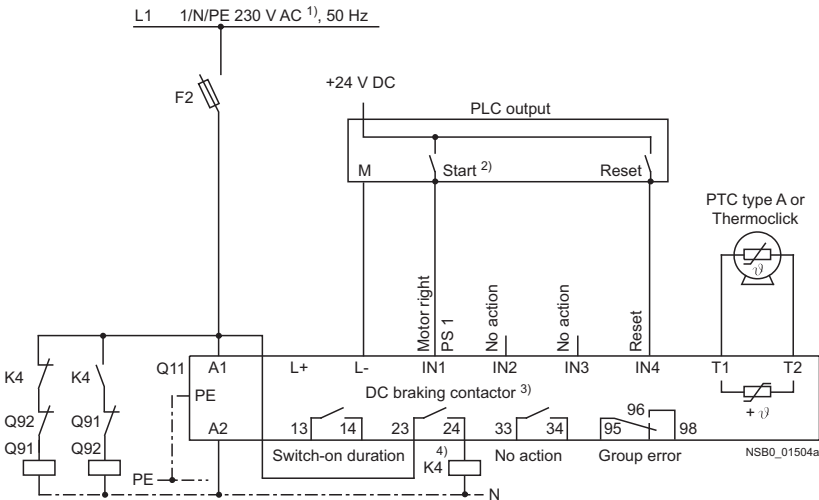 L1 1/N/PE 230 V AC 1), 50 Hz
F2
+24 V DC
PLC output
M
Start 2)
Reset
PTC type A or
Thermoclick
ϑ
Motor right
PS 1
No action
No action
Reset
K4
K4
Q11
A1
L+
L-
IN1
IN2
IN3
IN4
T1
T2
PE
DC braking contactor 3)
+ ϑ
Q92
Q91
A2
13
14
23
24
33
34
95
96
98
Q91
Q92
Switch-on duration
4)
K4
No action
Group error
NSB0_01504a
PE
N